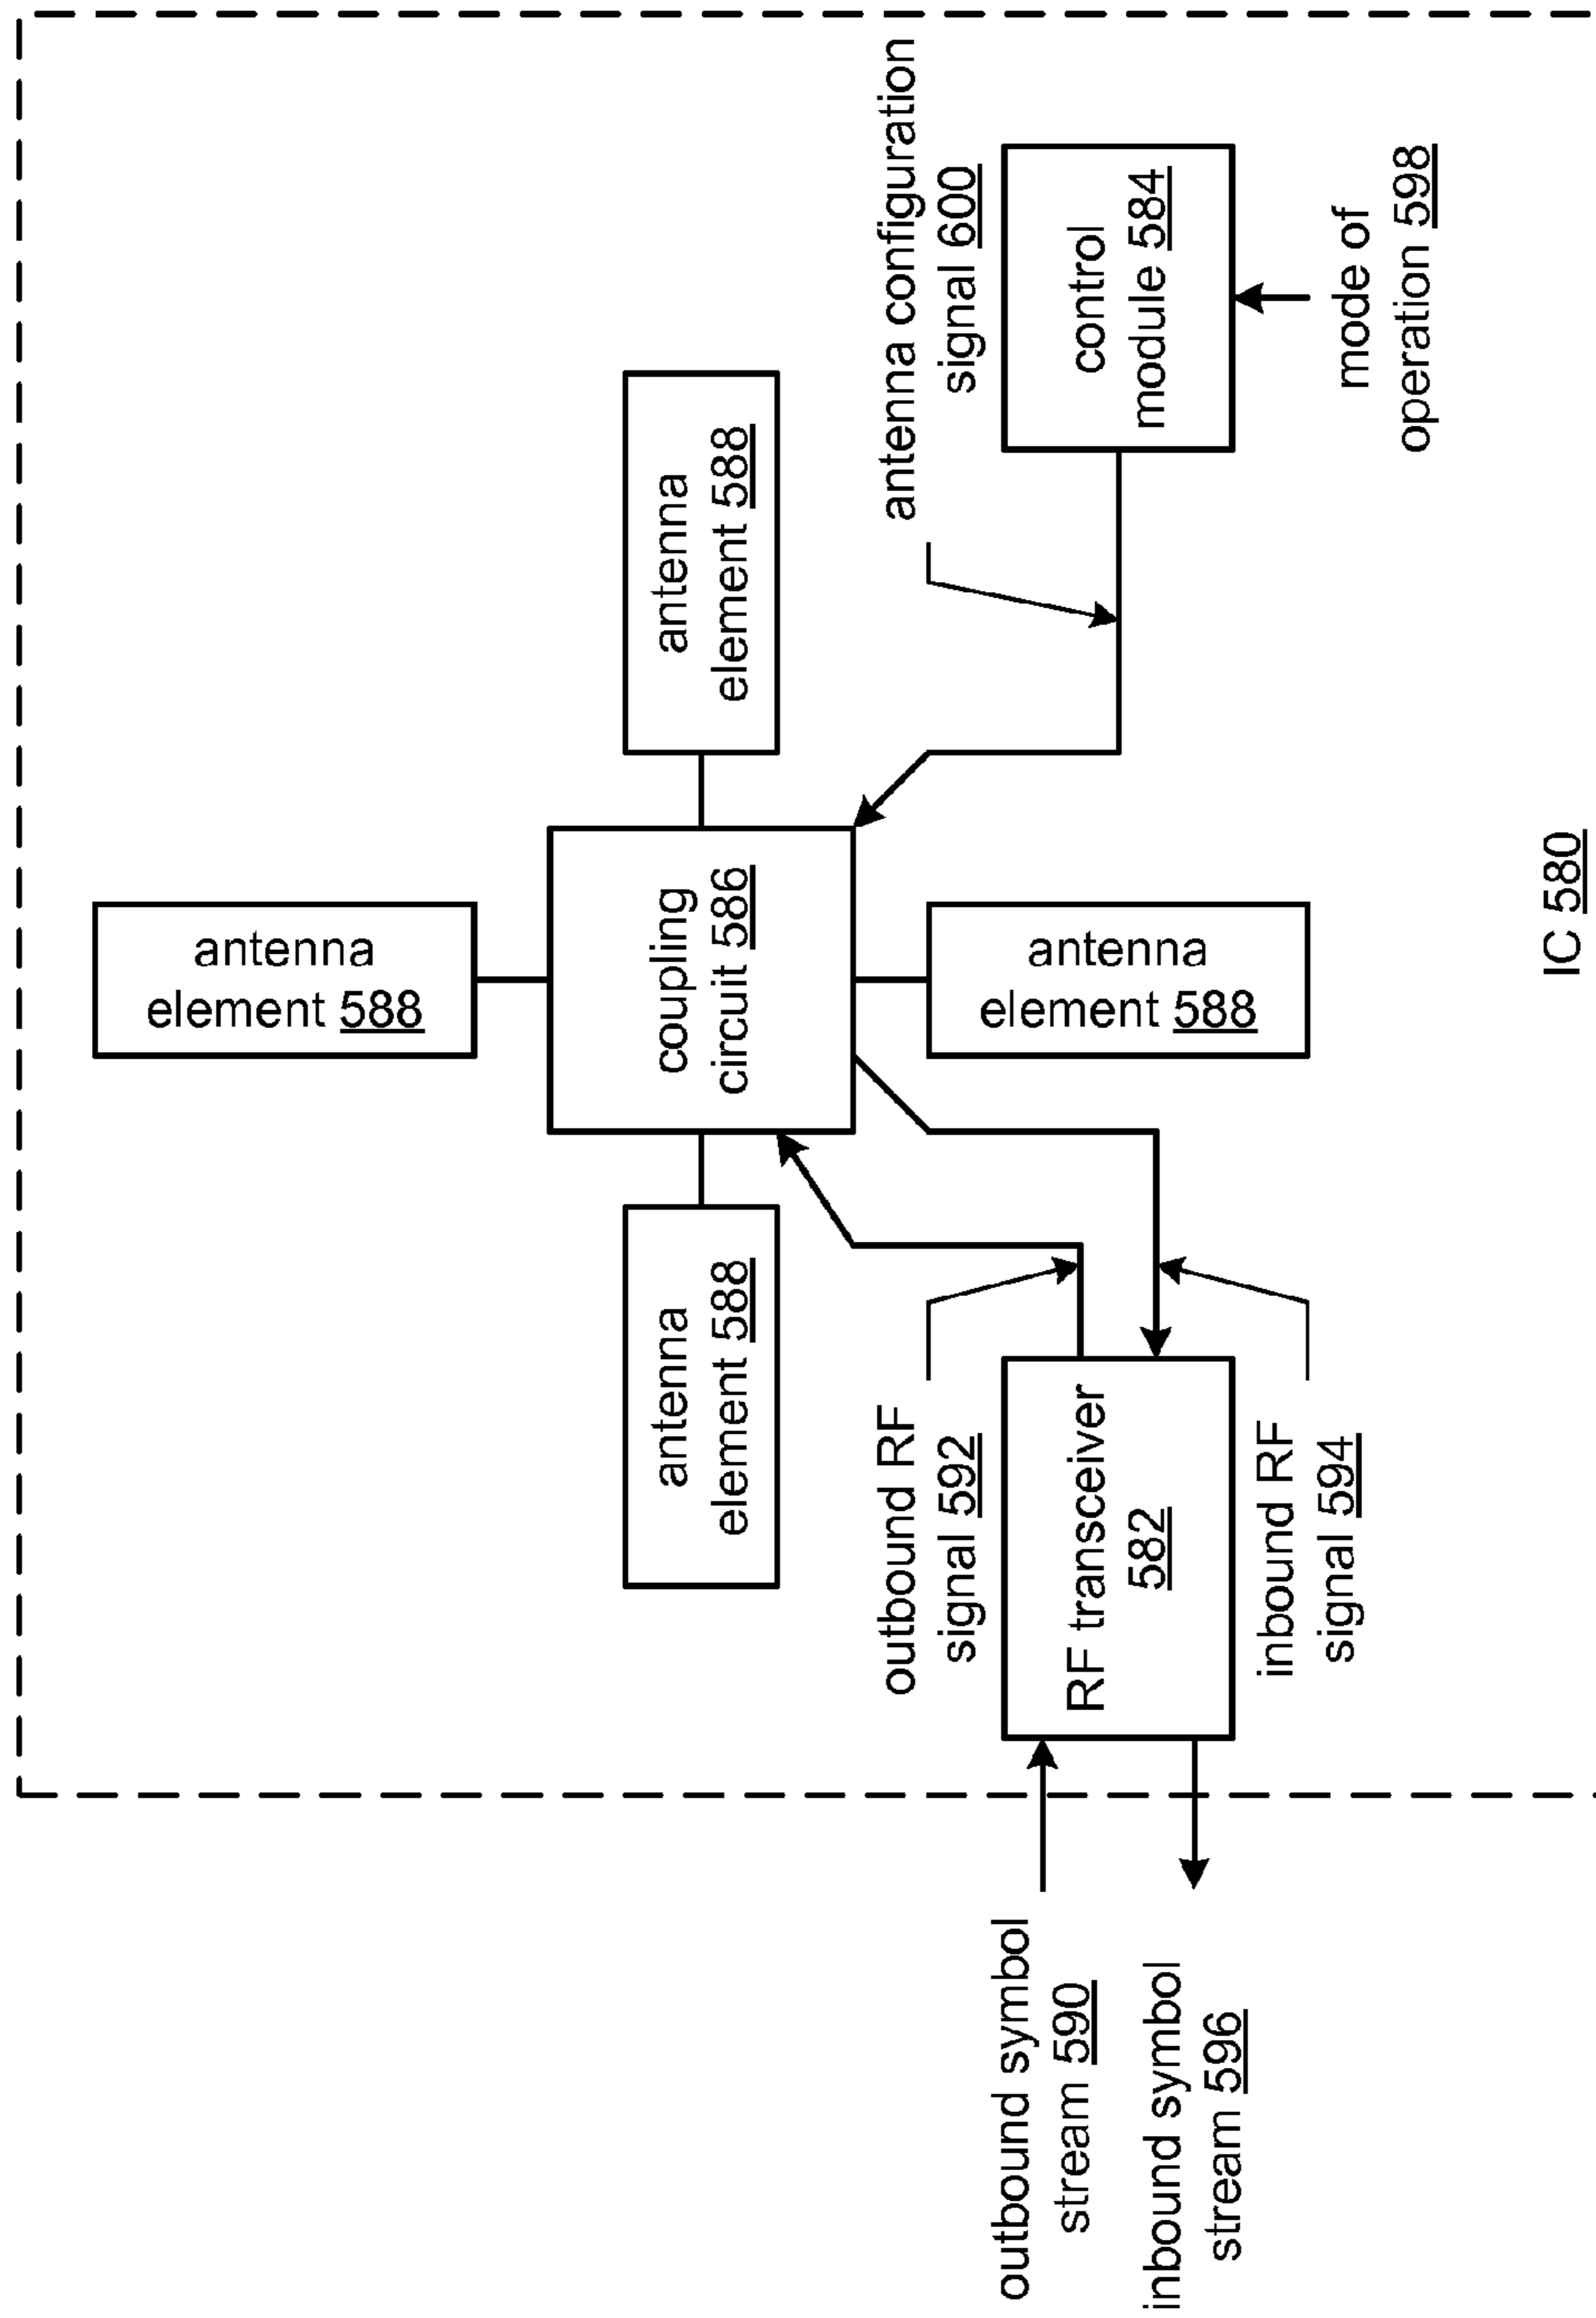 antenna
element 588
antenna
element 588
coupling
circuit 586
antenna
element 588
antenna
element 588
outbound RF
signal 592
antenna configuration
signal 600
outbound symbol
stream 590
inbound symbol
stream 596
RF transceiver
582
control
module 584
inbound RF
signal 594
mode of
operation 598
IC 580